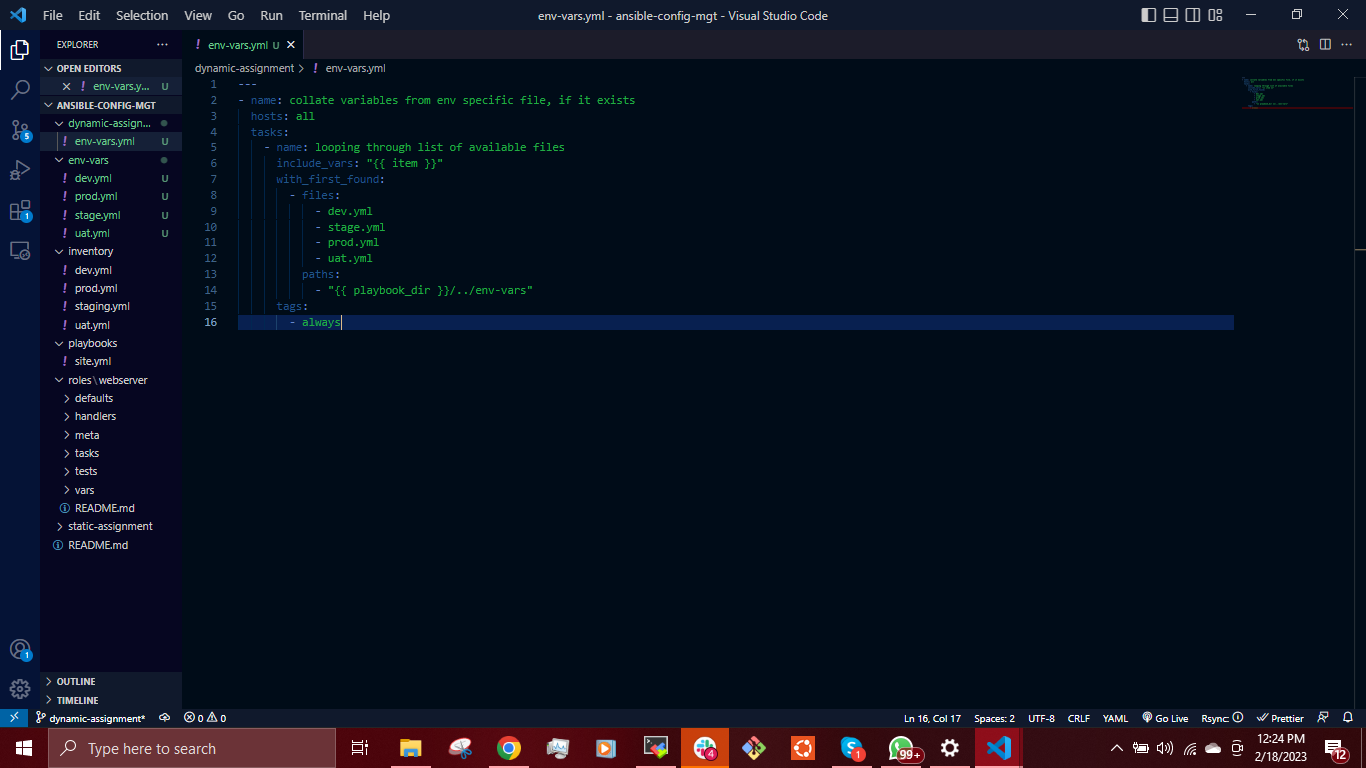 File Edit Selection View Go Run Terminal Help env-vars.yml - ansible-config-mgt - Visual Studio Code
EXPLORER ···
OPEN EDITORS
env-vars.y... U
ANSIBLE-CONFIG-MGT
dynamic-assign...
env-vars.yml U
env-vars
dev.yml U
prod.yml U
stage.yml U
uat.yml U
inventory
dev.yml
prod.yml
staging.yml
uat.yml
playbooks
site.yml
roles\webserver
defaults
handlers
meta
tasks
tests
vars
README.md
static-assignment
README.md
OUTLINE
TIMELINE
5
1
1
! env-vars.yml U
dynamic-assignment > ! env-vars.yml
1 ---
2 - name: collate variables from env specific file, if it exists
3 hosts: all
4 tasks:
5 - name: looping through list of available files
6 include_vars: "{{ item }}"
7 with_first_found:
8 - files:
9 - dev.yml
10 - stage.yml
11 - prod.yml
12 - uat.yml
13 paths:
14 - "{{ playbook_dir }}/../env-vars"
15 tags:
16 - always
dynamic-assignment* 0 0 Ln 16, Col 17 Spaces: 2 UTF-8 CRLF YAML Go Live Rsync: Prettier
Type here to search 4 1 99+ 12:24 PM
2/18/2023 12